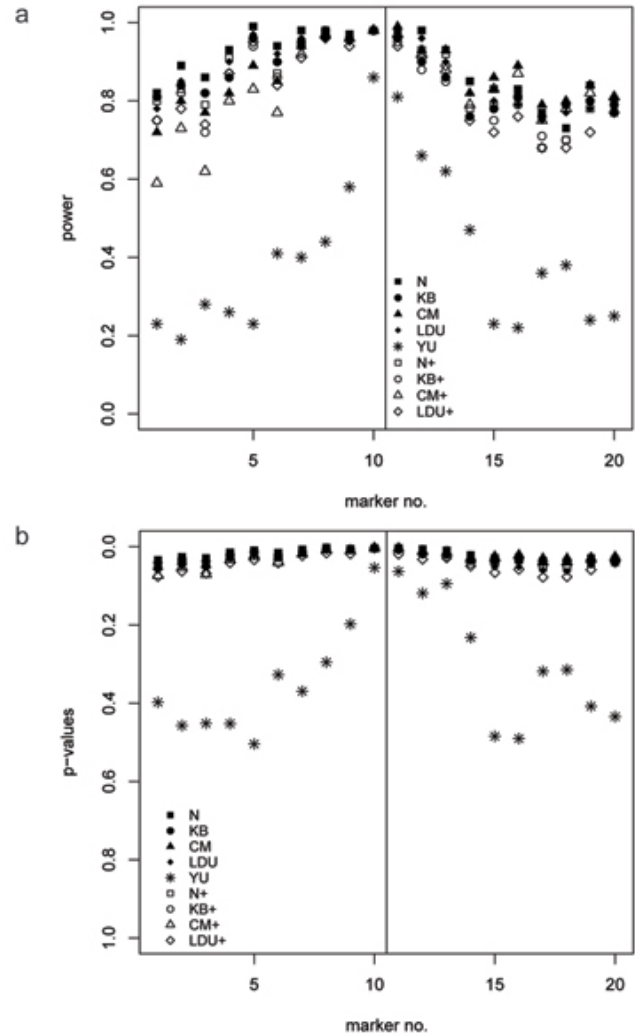 a
1.0
0.8
0.6
0.4
0.2
0.0
power
N
KB
CM
LDU
YU
N+
KB+
CM+
LDU+
5 10 15 20
marker no.
b
0.0
0.2
0.4
0.6
0.8
1.0
p-values
N
KB
CM
LDU
YU
N+
KB+
CM+
LDU+
5 10 15 20
marker no.